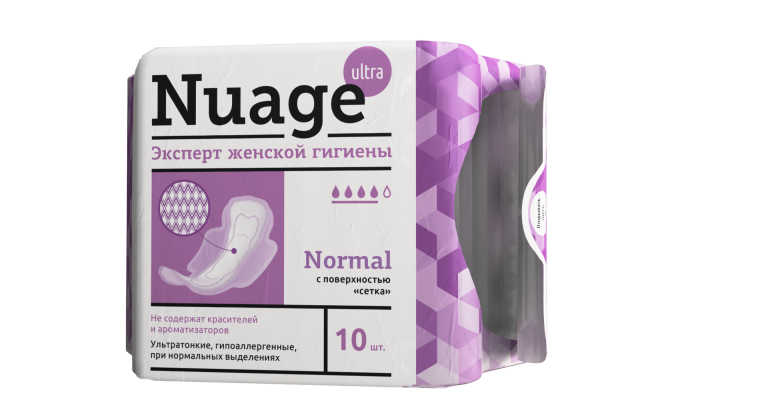 ultra
Nuage
Эксперт женской гигиены
Normal
с поверхностью
«сетка»
Не содержат красителей
и ароматизаторов
Ультратонкие, гипоаллергенные,
при нормальных выделениях
10 шт.
Открывать